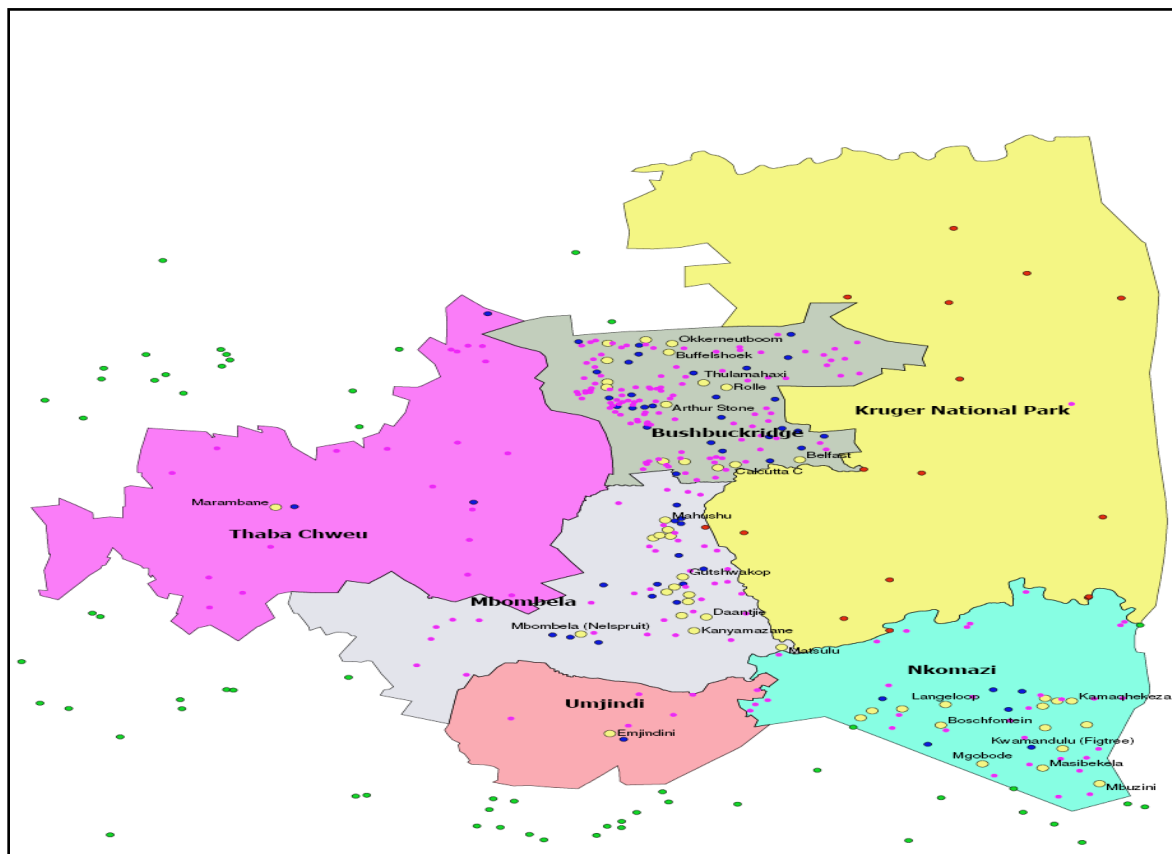 Okkerneutboom
Buffelshoek
Thulamahaxi
Rolle
Arthur Stone
Kruger National Park
Bushbuckridge
Belfast
Calcutta C
Marambane
Mahushu
Thaba Chweu
Gutshwakop
Mbombela
Daantjie
Mbombela (Nelspruit)
Kanyamazane
Matsulu
Nkomazi
Umjindi
Langeloop
Kamaqhekeza
Boschfontein
Emjindini
Kwamandulu (Figtree)
Mgobode
Masibekela
Mbuzini